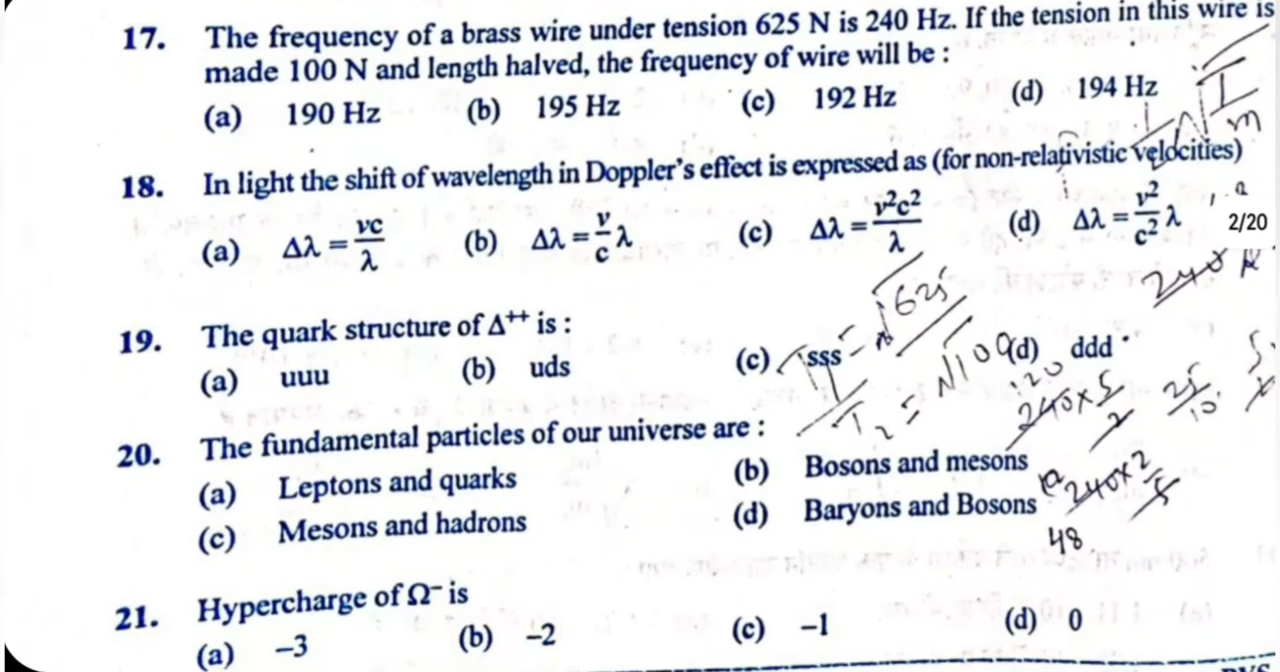 17. The frequency of a brass wire under tension 625 N is 240 Hz. If the tension in this wire is
made 100 N and length halved, the frequency of wire will be :
(a) 190 Hz (b) 195 Hz (c) 192 Hz (d) 194 Hz
18. In light the shift of wavelength in Doppler's effect is expressed as (for non-relativistic velocities)
(a) Δλ = vc/λ (b) Δλ = v/c λ (c) Δλ = v²c²/λ (d) Δλ = v²/c² λ
2/20
19. The quark structure of Δ⁺⁺ is :
(a) uuu (b) uds (c) sss (d) ddd
20. The fundamental particles of our universe are :
(a) Leptons and quarks (b) Bosons and mesons
(c) Mesons and hadrons (d) Baryons and Bosons
240×2/5
48
21. Hypercharge of Ω⁻ is
(a) –3 (b) –2 (c) –1 (d) 0